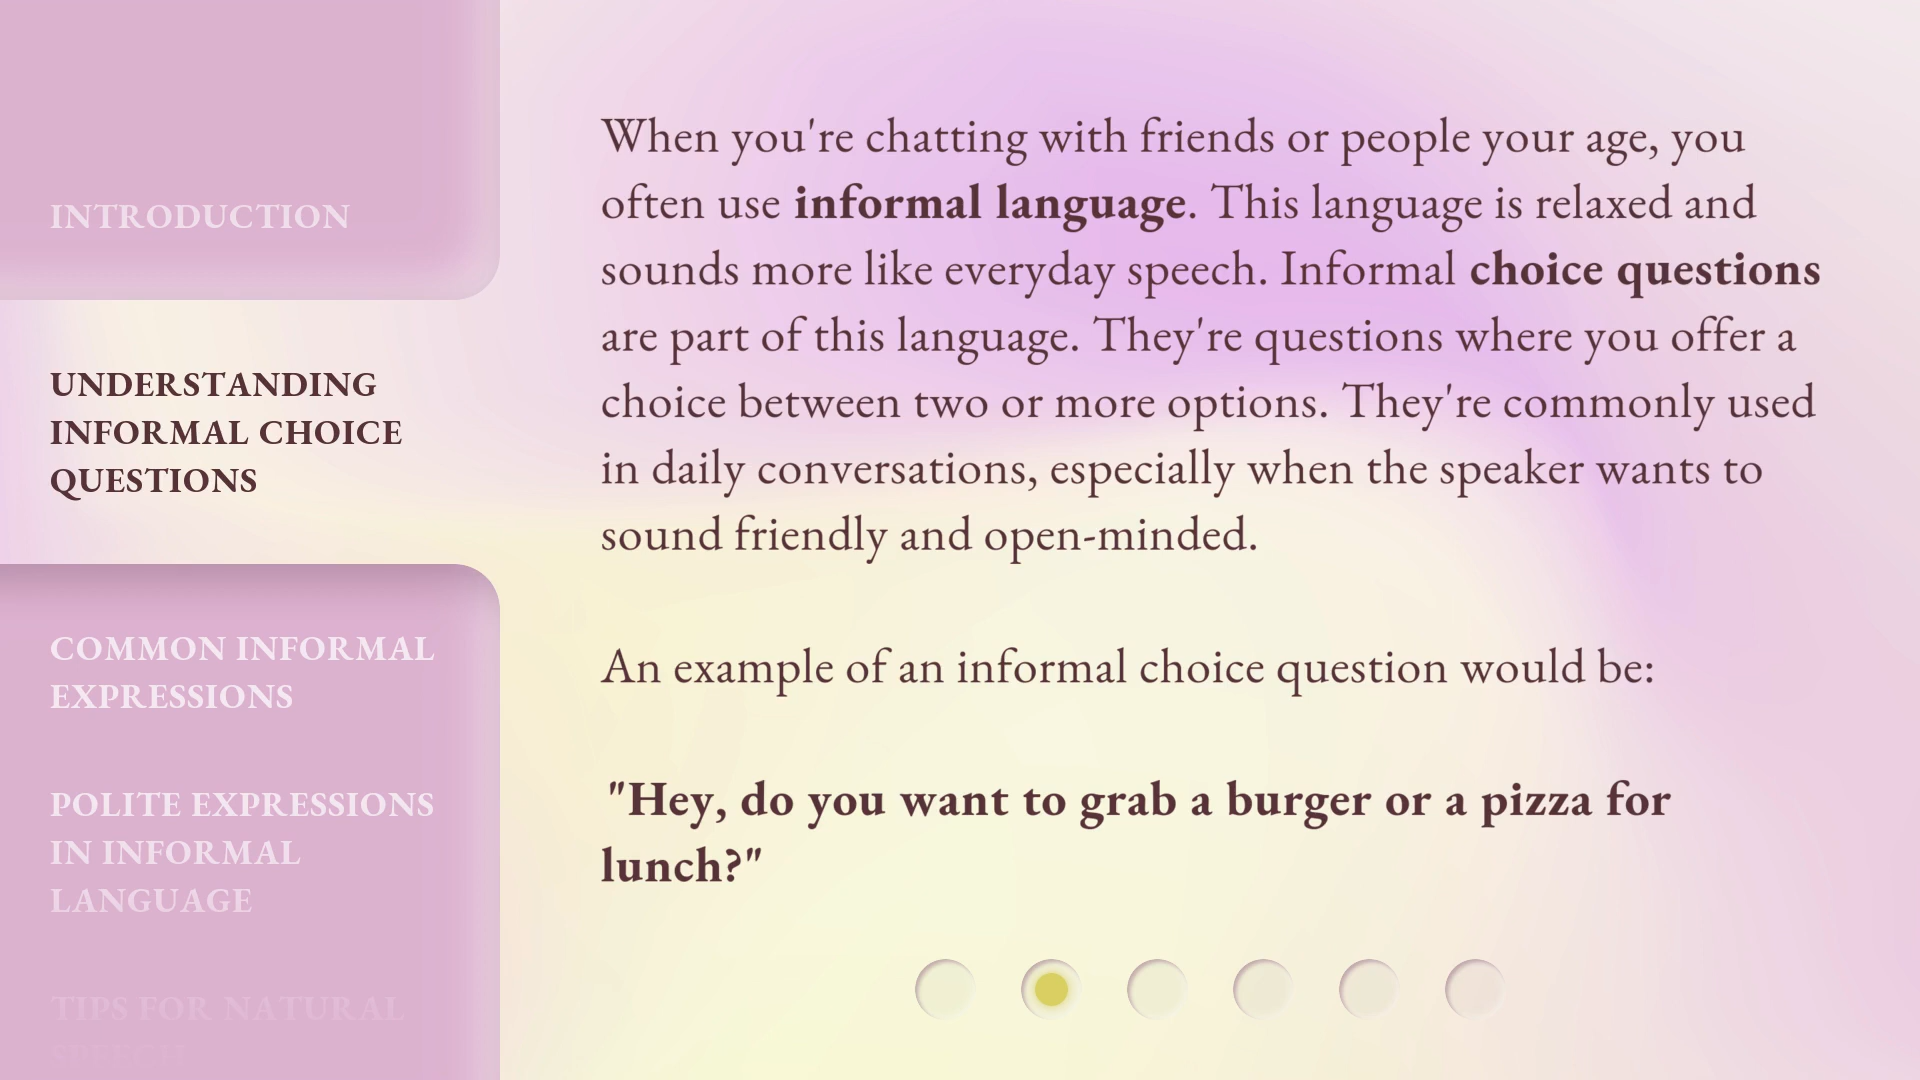 INTRODUCTION
UNDERSTANDING
INFORMAL CHOICE
QUESTIONS
COMMON INFORMAL
EXPRESSIONS
POLITE EXPRESSIONS
IN INFORMAL
LANGUAGE
TIPS FOR NATURAL
SPEECH
When you're chatting with friends or people your age, you
often use informal language. This language is relaxed and
sounds more like everyday speech. Informal choice questions
are part of this language. They're questions where you offer a
choice between two or more options. They're commonly used
in daily conversations, especially when the speaker wants to
sound friendly and open-minded.
An example of an informal choice question would be:
"Hey, do you want to grab a burger or a pizza for
lunch?"